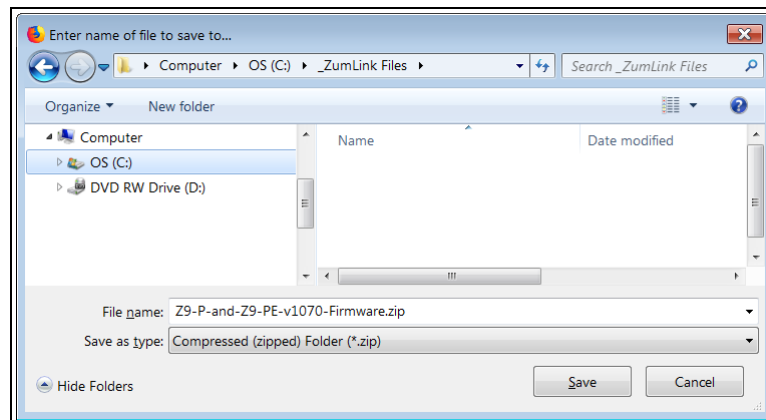 Enter name of file to save to...
Computer OS (C:) _ZumLink Files Search _ZumLink Files
Organize New folder
Computer Name Date modified
OS (C:)
DVD RW Drive (D:)
File name: Z9-P-and-Z9-PE-v1070-Firmware.zip
Save as type: Compressed (zipped) Folder (*.zip)
Hide Folders Save Cancel